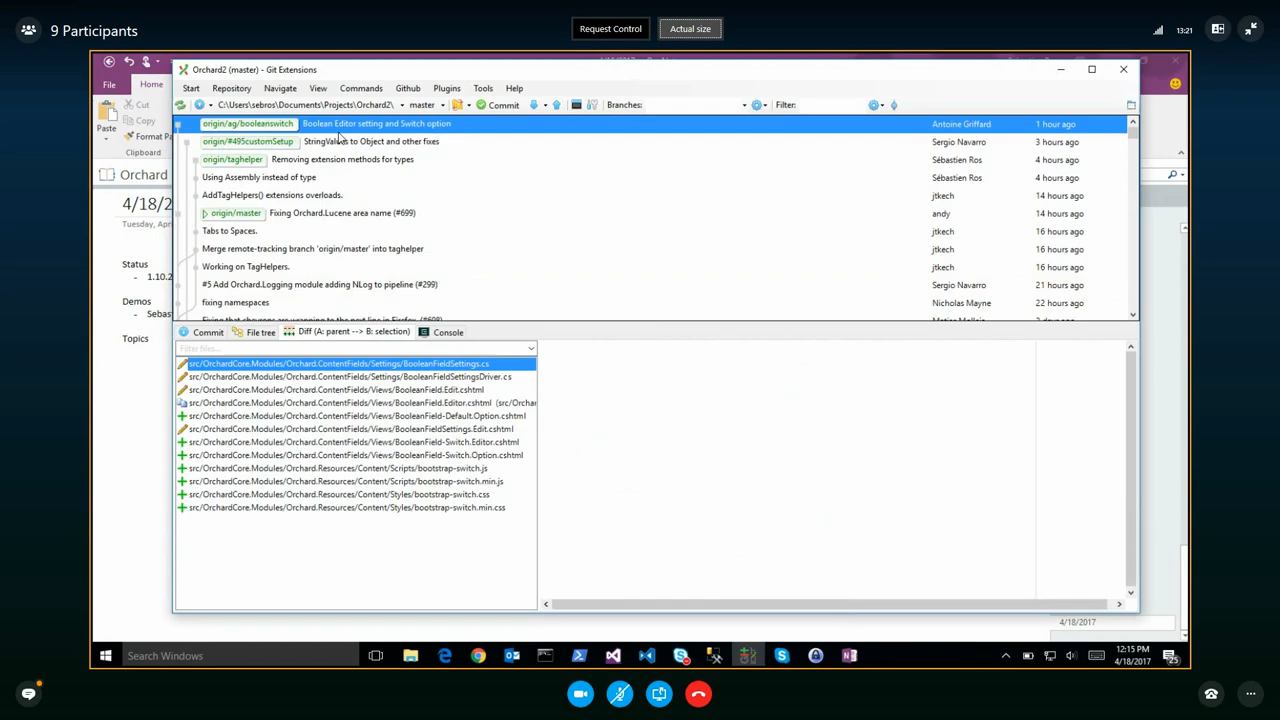 9 Participants
Request Control
Actual size
13:21
Orchard2 (master) - Git Extensions
File
Home
Start Repository Navigate View Commands Github Plugins Tools Help
Cut
Copy
Format Pa
Paste
Clipboard
C:\Users\sebros\Documents\Projects\Orchard2\ master Commit Branches: Filter:
origin/ag/booleanswitch Boolean Editor setting and Switch option Antoine Griffard 1 hour ago
origin/#495customSetup StringValues to Object and other fixes Sergio Navarro 3 hours ago
origin/taghelper Removing extension methods for types Sébastien Ros 4 hours ago
Using Assembly instead of type Sébastien Ros 4 hours ago
AddTagHelpers() extensions overloads. jtkech 14 hours ago
origin/master Fixing Orchard.Lucene area name (#699) andy 14 hours ago
Tabs to Spaces. jtkech 16 hours ago
Merge remote-tracking branch 'origin/master' into taghelper jtkech 16 hours ago
Working on TagHelpers. jtkech 16 hours ago
#5 Add Orchard.Logging module adding NLog to pipeline (#299) Sergio Navarro 21 hours ago
fixing namespaces Nicholas Mayne 22 hours ago
Orchard
4/18/2
Tuesday, Apr
Status
- 1.10.2
Demos
- Sebas
Topics
Commit File tree Diff (A: parent --> B: selection) Console
Filter files...
src/OrchardCore.Modules/Orchard.ContentFields/Settings/BooleanFieldSettings.cs
src/OrchardCore.Modules/Orchard.ContentFields/Settings/BooleanFieldSettingsDriver.cs
src/OrchardCore.Modules/Orchard.ContentFields/Views/BooleanField.Edit.cshtml
src/OrchardCore.Modules/Orchard.ContentFields/Views/BooleanField.Editor.cshtml (src/Orchar
src/OrchardCore.Modules/Orchard.ContentFields/Views/BooleanField-Default.Option.cshtml
src/OrchardCore.Modules/Orchard.ContentFields/Views/BooleanFieldSettings.Edit.cshtml
src/OrchardCore.Modules/Orchard.ContentFields/Views/BooleanField-Switch.Editor.cshtml
src/OrchardCore.Modules/Orchard.ContentFields/Views/BooleanField-Switch.Option.cshtml
src/OrchardCore.Modules/Orchard.Resources/Content/Scripts/bootstrap-switch.js
src/OrchardCore.Modules/Orchard.Resources/Content/Scripts/bootstrap-switch.min.js
src/OrchardCore.Modules/Orchard.Resources/Content/Styles/bootstrap-switch.css
src/OrchardCore.Modules/Orchard.Resources/Content/Styles/bootstrap-switch.min.css
4/18/2017
Search Windows
12:15 PM
4/18/2017
25